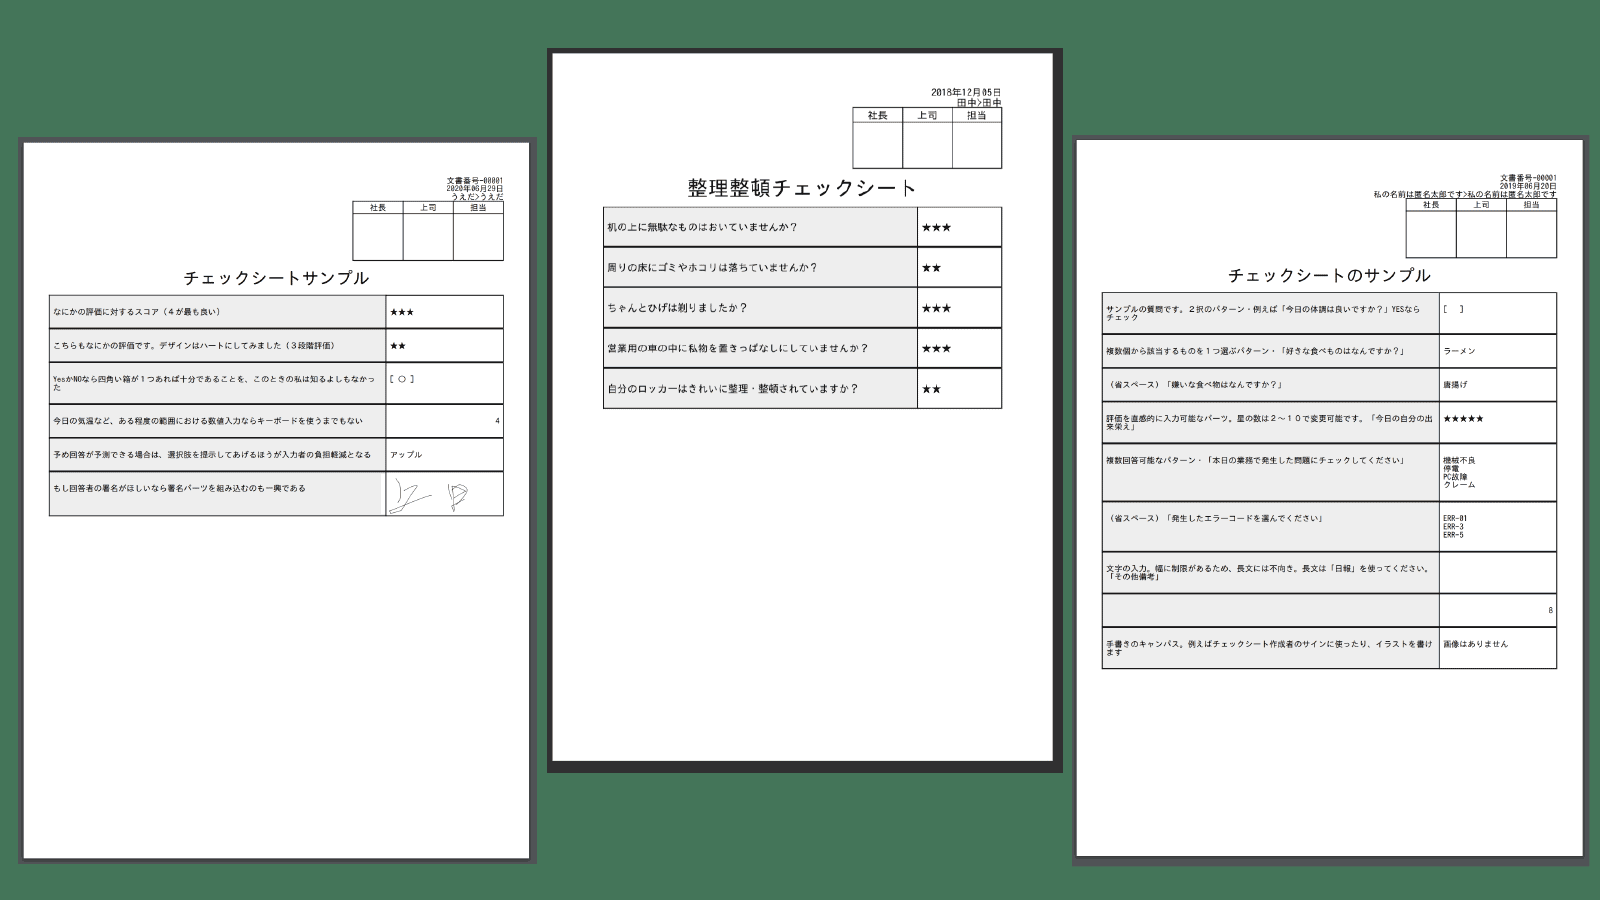 文書番号-00001
2020年06月29日
うえだ>うえだ
社長 上司 担当
チェックシートサンプル
なにかの評価に対するスコア（４が最も良い） ★★★
こちらもなにかの評価です。デザインはハートにしてみました（３段階評価） ★★
YesかNOなら四角い箱が１つあれば十分であることを、このときの私は知るよしもなかっ [ ○ ]
た
今日の気温など、ある程度の範囲における数値入力ならキーボードを使うまでもない 4
予め回答が予測できる場合は、選択肢を提示してあげるほうが入力者の負担軽減となる アップル
もし回答者の署名がほしいなら署名パーツを組み込むのも一興である
2018年12月05日
田中>田中
社長 上司 担当
整理整頓チェックシート
机の上に無駄なものはおいていませんか？ ★★★
周りの床にゴミやホコリは落ちていませんか？ ★★
ちゃんとひげは剃りましたか？ ★★★
営業用の車の中に私物を置きっぱなしにしていませんか？ ★★★
自分のロッカーはきれいに整理・整頓されていますか？ ★★
文書番号-00001
2019年06月20日
私の名前は匿名太郎です>私の名前は匿名太郎です
社長 上司 担当
チェックシートのサンプル
サンプルの質問です。２択のパターン・例えば「今日の体調は良いですか？」YESなら [ ]
チェック
複数個から該当するものを１つ選ぶパターン・「好きな食べものはなんですか？」 ラーメン
（省スペース）「嫌いな食べ物はなんですか？」 唐揚げ
評価を直感的に入力可能なパーツ。星の数は２～１０で変更可能です。「今日の自分の出 ★★★★★
来栄え」
複数回答可能なパターン・「本日の業務で発生した問題にチェックしてください」 機械不良
停電
PC故障
クレーム
（省スペース）「発生したエラーコードを選んでください」 ERR-01
ERR-3
ERR-5
文字の入力。幅に制限があるため、長文には不向き。長文は「日報」を使ってください。
「その他備考」
8
手書きのキャンバス。例えばチェックシート作成者のサインに使ったり、イラストを書け 画像はありません
ます